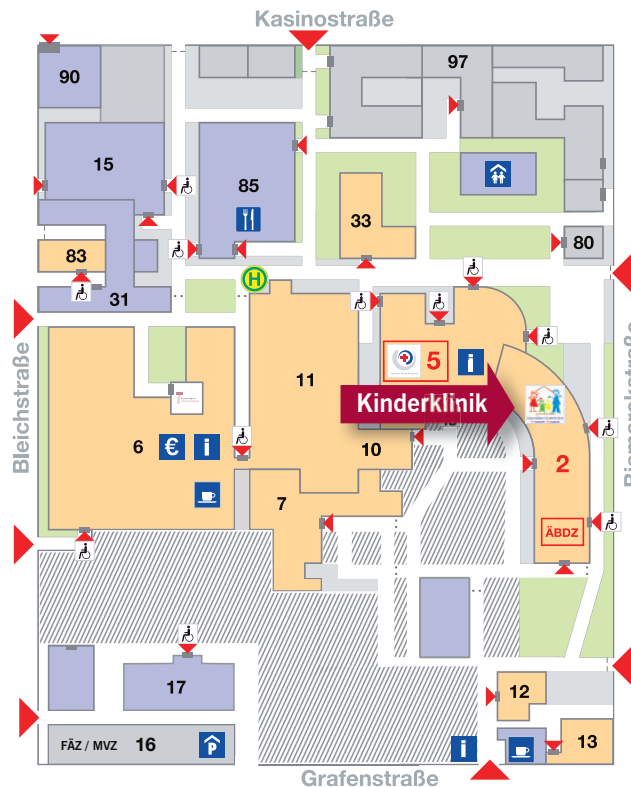 Kasinostraße
90
97
15
85
33
83
80
31
H
Bleichstraße
5
i
11
Kinderklinik
10
6
€
i
2
7
ÄBDZ
17
12
FÄZ / MVZ
16
P
i
13
Grafenstraße